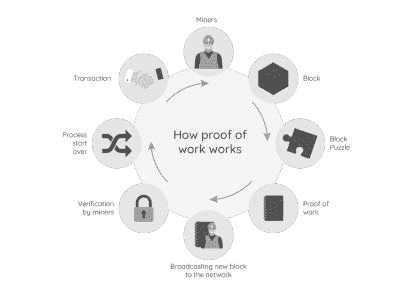 Miners
Transaction
Block
How proof of
work works
Process
start
over
Block
Puzzle
Verification
by miners
Proof of
work
Broadcasting new block
to the network